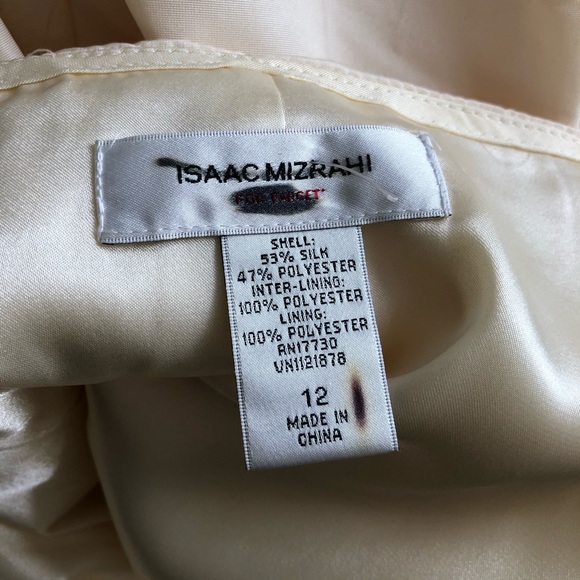 ISAAC MIZRAHI
FOR TARGET*
SHELL:
53% SILK
47% POLYESTER
INTER-LINING:
100% POLYESTER
LINING:
100% POLYESTER
RN17730
VN1121878
12
MADE IN
CHINA